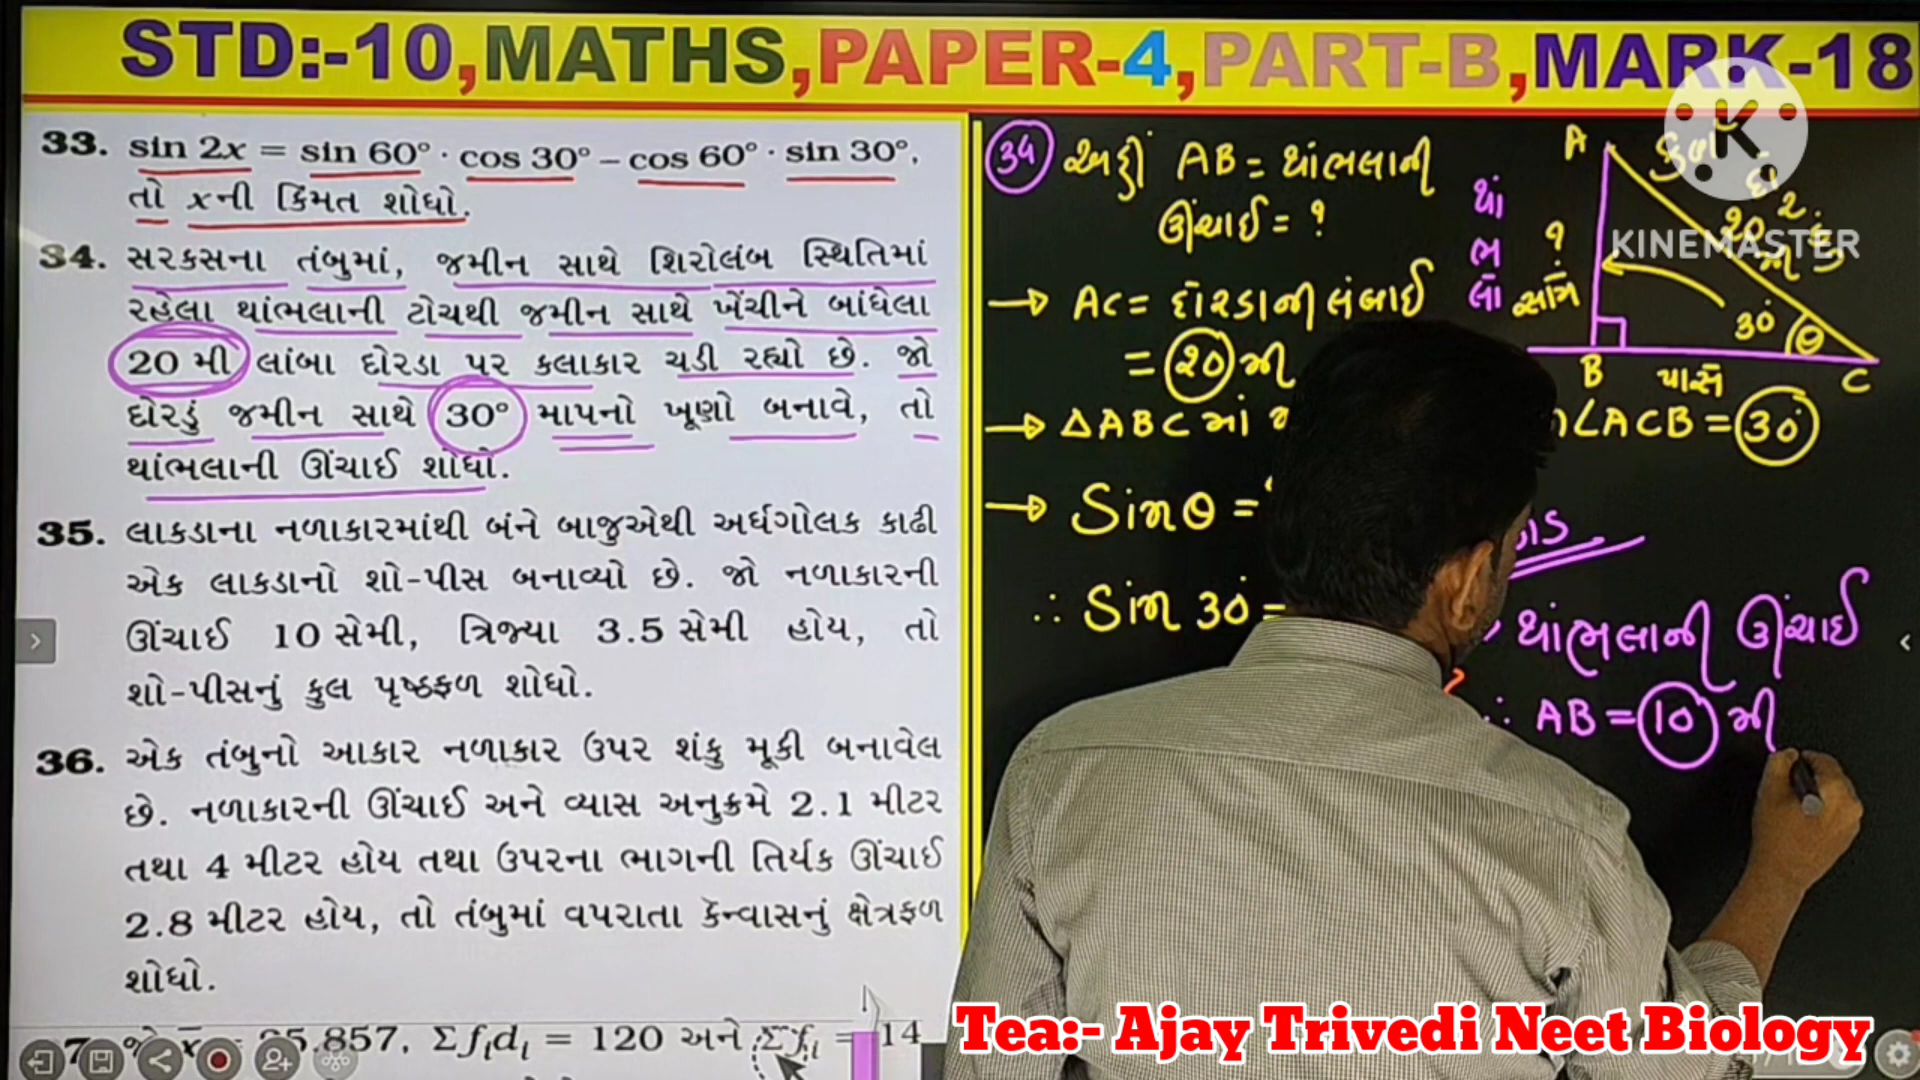 STD:-10,MATHS,PAPER-4,PART-B,MARK-18
33. sin 2x = sin 60° · cos 30° – cos 60° · sin 30°,
તો xની કિંમત શોધો.
34. સરકસના તંબુમાં, જમીન સાથે શિરોલંબ સ્થિતિમાં
રહેલા થાંભલાની ટોચથી જમીન સાથે ખેંચીને બાંધેલા
20 મી લાંબા દોરડા પર કલાકાર ચડી રહ્યો છે. જો
દોરડું જમીન સાથે 30° માપનો ખૂણો બનાવે, તો
થાંભલાની ઊંચાઈ શોધો.
35. લાકડાના નળાકારમાંથી બંને બાજુએથી અર્ધગોલક કાઢી
એક લાકડાનો શો-પીસ બનાવ્યો છે. જો નળાકારની
ઊંચાઈ 10 સેમી, ત્રિજ્યા 3.5 સેમી હોય, તો
શો-પીસનું કુલ પૃષ્ઠફળ શોધો.
36. એક તંબુનો આકાર નળાકાર ઉપર શંકુ મૂકી બનાવેલ
છે. નળાકારની ઊંચાઈ અને વ્યાસ અનુક્રમે 2.1 મીટર
તથા 4 મીટર હોય તથા ઉપરના ભાગની તિર્યક ઊંચાઈ
2.8 મીટર હોય, તો તંબુમાં વપરાતા કેન્વાસનું ક્ષેત્રફળ
શોધો.
5.857, Σfᵢdᵢ = 120 અને Σfᵢ = 14
34 અહીં AB = થાંભલાની
ઊંચાઈ = ?
→ AC = દોરડાની લંબાઈ
= 20 મી
→ ΔABC માં
∠ACB = 30°
→ Sin θ =
∴ Sin 30° =
થાંભલાની ઊંચાઈ
∴ AB = 10 મી
A
થાંભલો
?
સામે
20 મી
30° θ
B પાસે C
K
KINEMASTER
Tea:- Ajay Trivedi Neet Biology